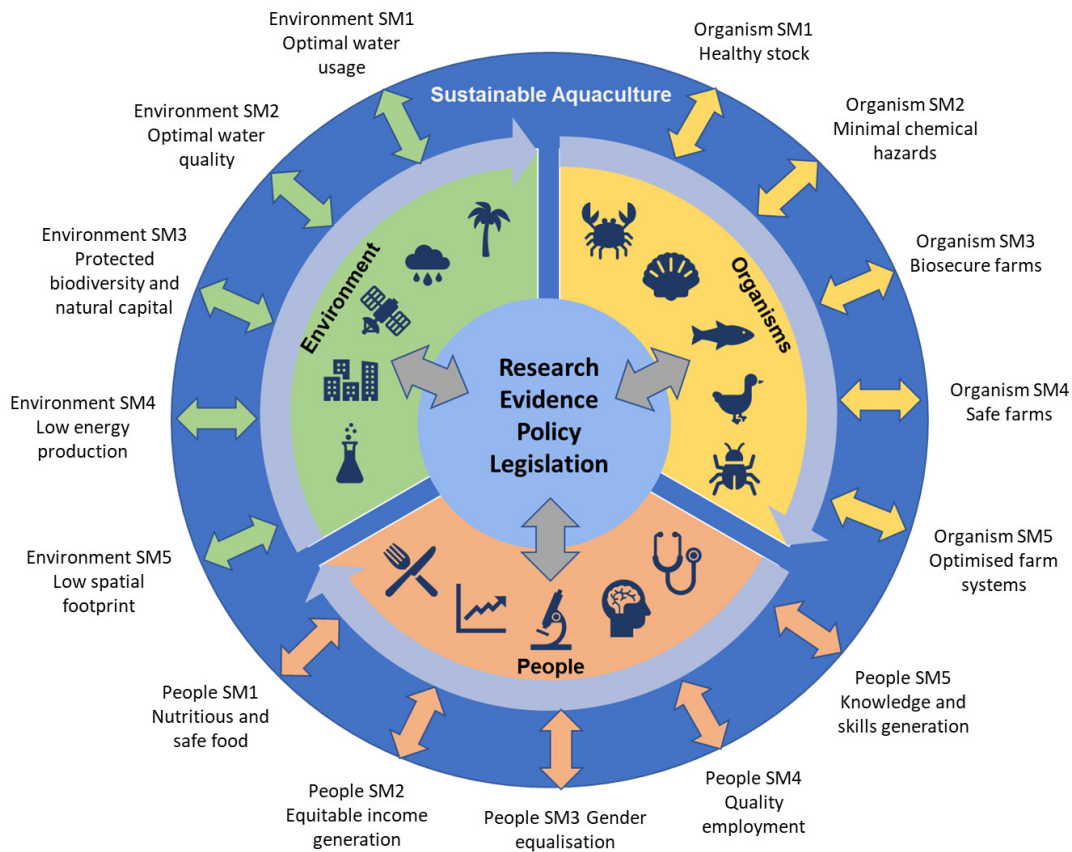 Environment SM1
Optimal water
usage
Organism SM1
Healthy stock
Sustainable Aquaculture
Environment SM2
Optimal water
quality
Organism SM2
Minimal chemical
hazards
Environment SM3
Protected
biodiversity and
natural capital
Organism SM3
Biosecure farms
Environment
Organisms
Research
Evidence
Policy
Legislation
Environment SM4
Low energy
production
Organism SM4
Safe farms
Environment SM5
Low spatial
footprint
Organism SM5
Optimised farm
systems
People
People SM1
Nutritious and
safe food
People SM2
Equitable income
generation
People SM3 Gender
equalisation
People SM4
Quality
employment
People SM5
Knowledge and
skills generation